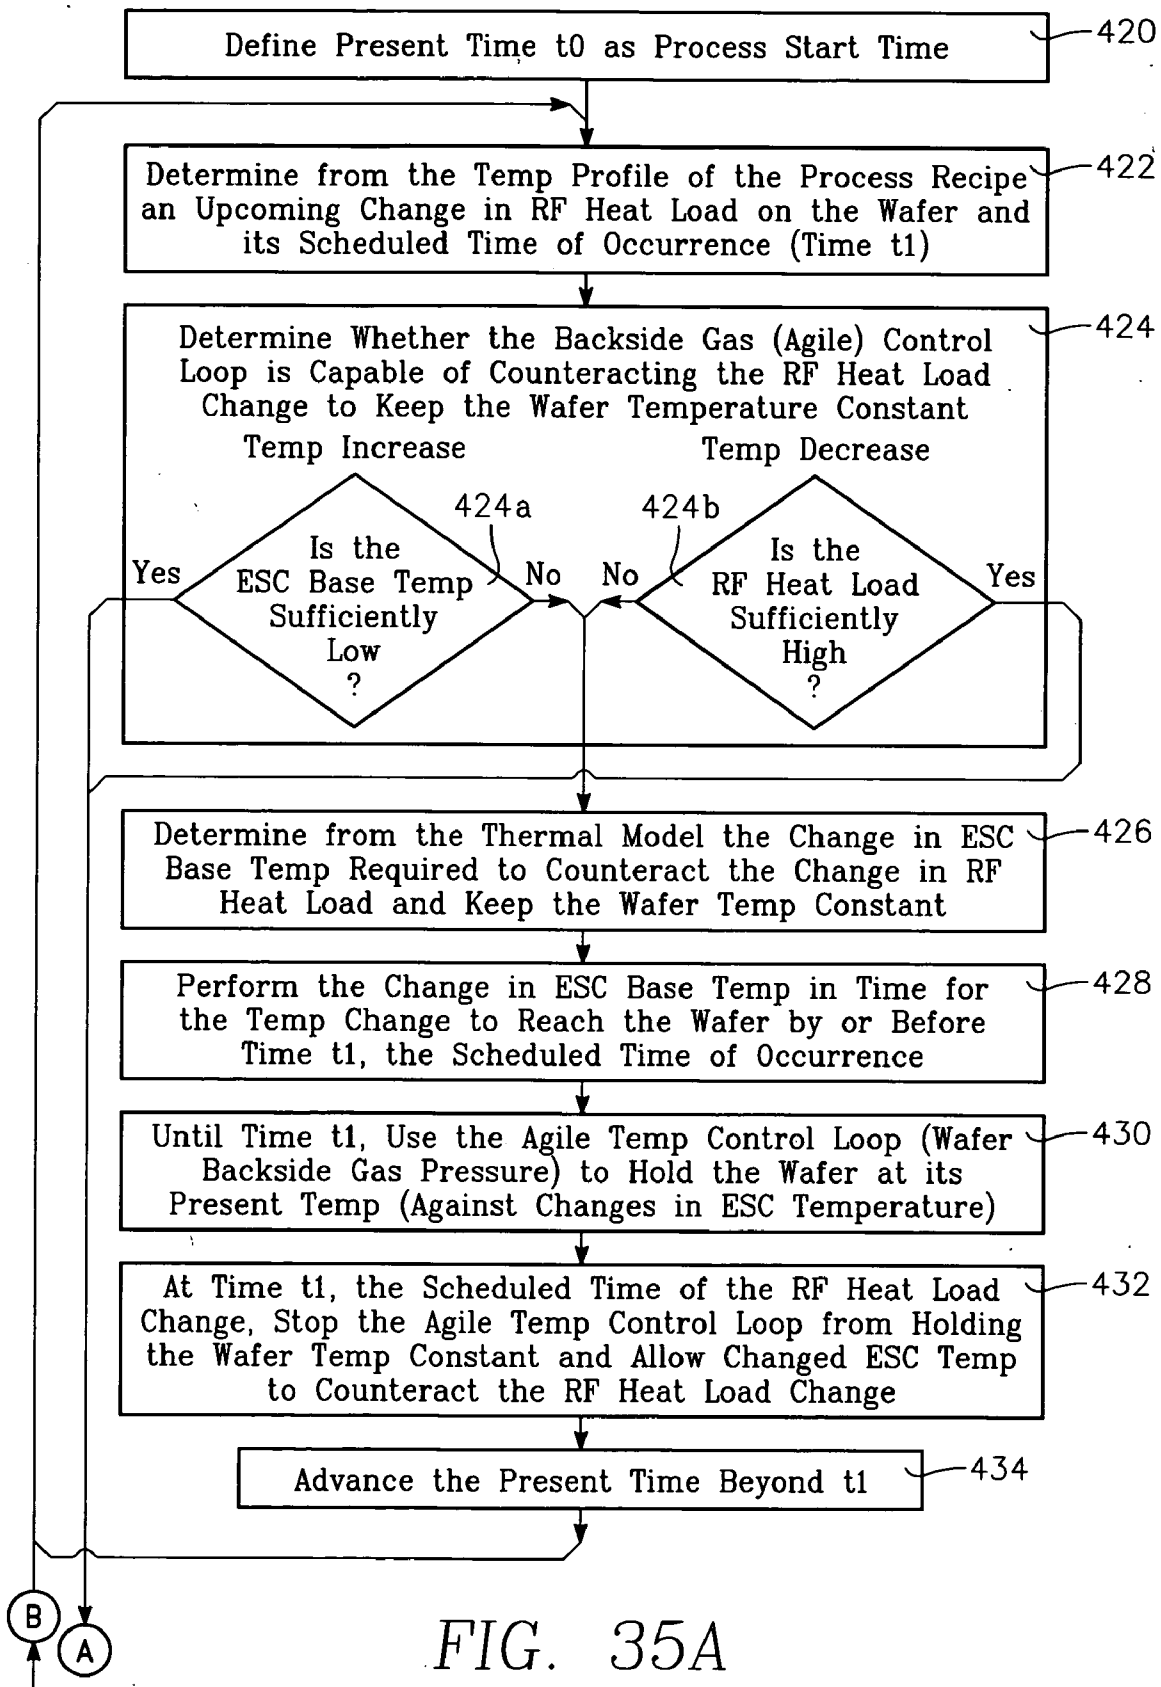 Define Present Time t0 as Process Start Time
420
Determine from the Temp Profile of the Process Recipe
an Upcoming Change in RF Heat Load on the Wafer and
its Scheduled Time of Occurrence (Time t1)
422
Determine Whether the Backside Gas (Agile) Control
Loop is Capable of Counteracting the RF Heat Load
Change to Keep the Wafer Temperature Constant
424
Temp Increase
Temp Decrease
424a
424b
Yes
Is the
ESC Base Temp
Sufficiently
Low
?
No
No
Is the
RF Heat Load
Sufficiently
High
?
Yes
Determine from the Thermal Model the Change in ESC
Base Temp Required to Counteract the Change in RF
Heat Load and Keep the Wafer Temp Constant
426
Perform the Change in ESC Base Temp in Time for
the Temp Change to Reach the Wafer by or Before
Time t1, the Scheduled Time of Occurrence
428
Until Time t1, Use the Agile Temp Control Loop (Wafer
Backside Gas Pressure) to Hold the Wafer at its
Present Temp (Against Changes in ESC Temperature)
430
At Time t1, the Scheduled Time of the RF Heat Load
Change, Stop the Agile Temp Control Loop from Holding
the Wafer Temp Constant and Allow Changed ESC Temp
to Counteract the RF Heat Load Change
432
Advance the Present Time Beyond t1
434
B
A
FIG. 35A